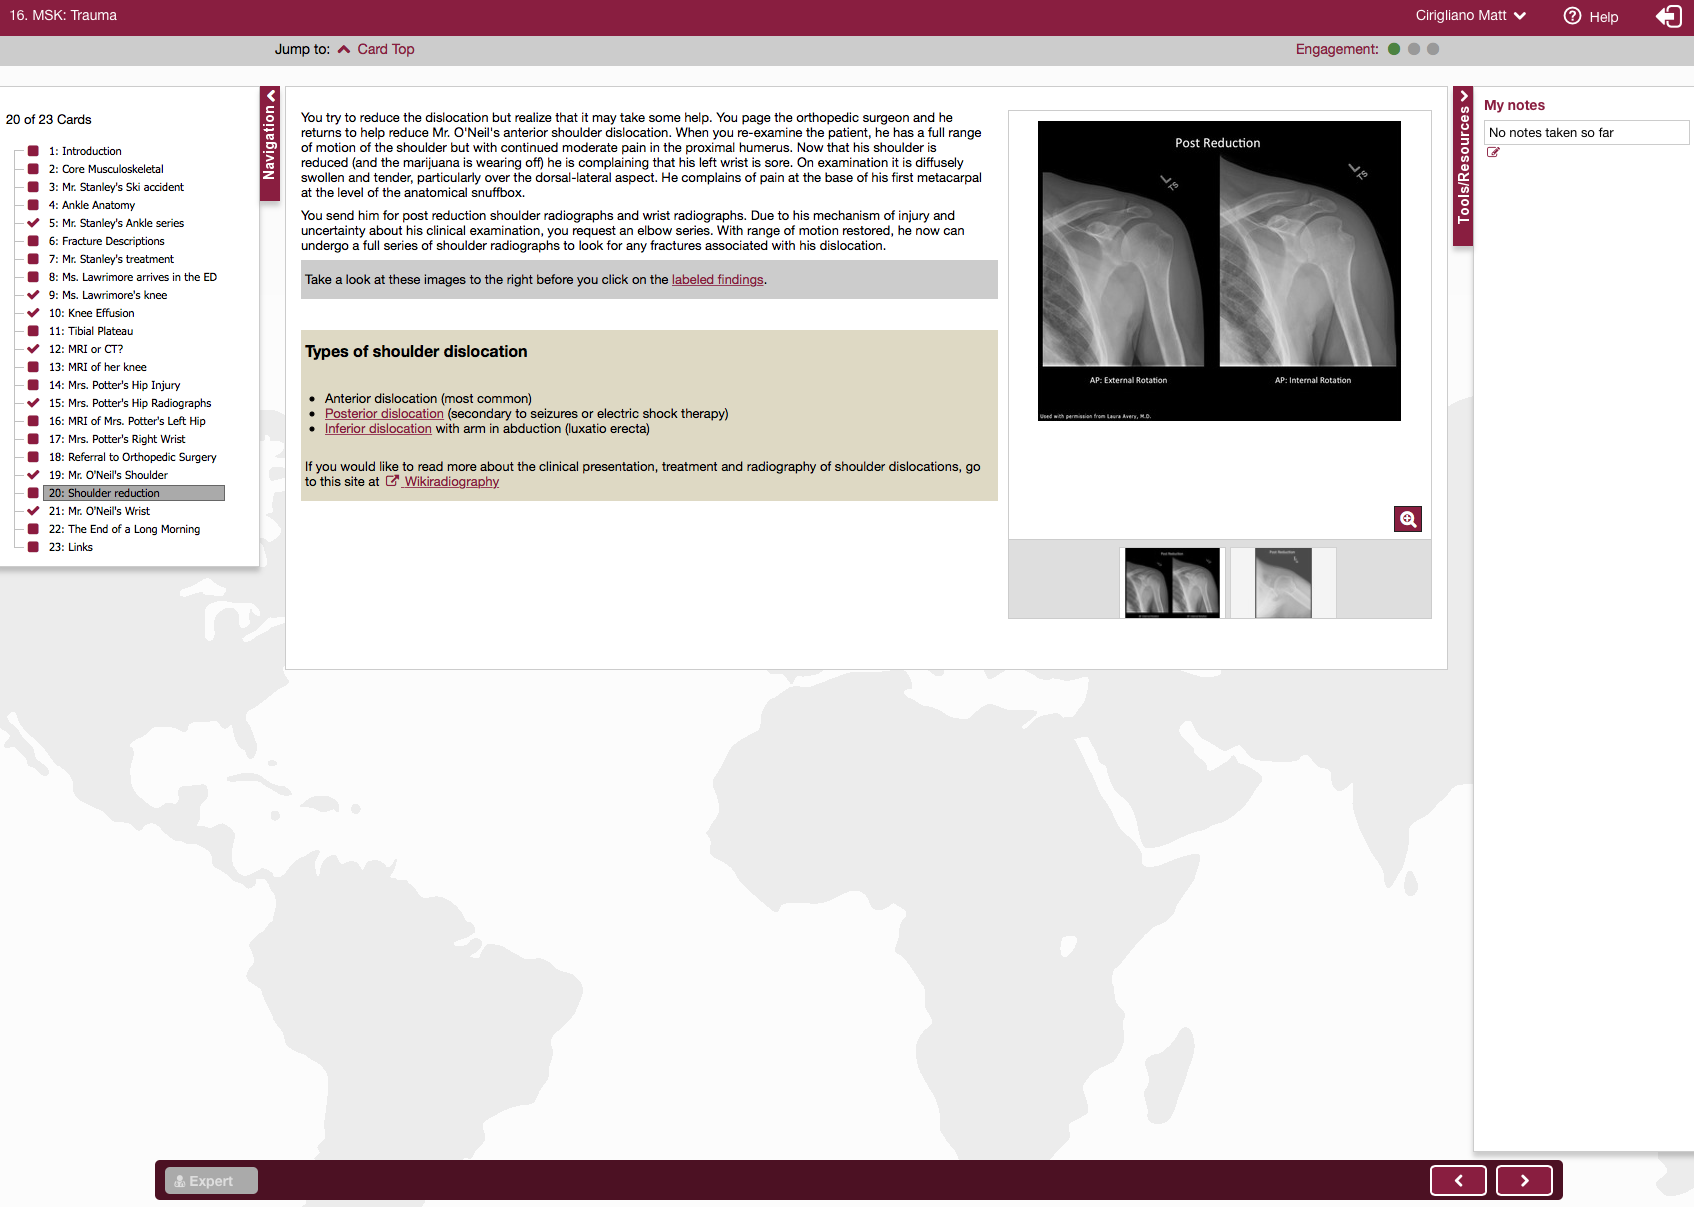 16. MSK: Trauma
Cirigliano Matt
Help
Jump to: Card Top
Engagement:
20 of 23 Cards
1: Introduction
2: Core Musculoskeletal
3: Mr. Stanley's Ski accident
4: Ankle Anatomy
5: Mr. Stanley's Ankle series
6: Fracture Descriptions
7: Mr. Stanley's treatment
8: Ms. Lawrimore arrives in the ED
9: Ms. Lawrimore's knee
10: Knee Effusion
11: Tibial Plateau
12: MRI or CT?
13: MRI of her knee
14: Mrs. Potter's Hip Injury
15: Mrs. Potter's Hip Radiographs
16: MRI of Mrs. Potter's Left Hip
17: Mrs. Potter's Right Wrist
18: Referral to Orthopedic Surgery
19: Mr. O'Neil's Shoulder
20: Shoulder reduction
21: Mr. O'Neil's Wrist
22: The End of a Long Morning
23: Links
Navigation
You try to reduce the dislocation but realize that it may take some help. You page the orthopedic surgeon and he
returns to help reduce Mr. O'Neil's anterior shoulder dislocation. When you re-examine the patient, he has a full range
of motion of the shoulder but with continued moderate pain in the proximal humerus. Now that his shoulder is
reduced (and the marijuana is wearing off) he is complaining that his left wrist is sore. On examination it is diffusely
swollen and tender, particularly over the dorsal-lateral aspect. He complains of pain at the base of his first metacarpal
at the level of the anatomical snuffbox.
You send him for post reduction shoulder radiographs and wrist radiographs. Due to his mechanism of injury and
uncertainty about his clinical examination, you request an elbow series. With range of motion restored, he now can
undergo a full series of shoulder radiographs to look for any fractures associated with his dislocation.
Take a look at these images to the right before you click on the labeled findings.
Types of shoulder dislocation
• Anterior dislocation (most common)
• Posterior dislocation (secondary to seizures or electric shock therapy)
• Inferior dislocation with arm in abduction (luxatio erecta)
If you would like to read more about the clinical presentation, treatment and radiography of shoulder dislocations, go
to this site at Wikiradiography
Post Reduction
L TS
L TS
AP: External Rotation
AP: Internal Rotation
Used with permission from Laura Avery, M.D.
Post Reduction
Tools/Resources
My notes
No notes taken so far
Expert